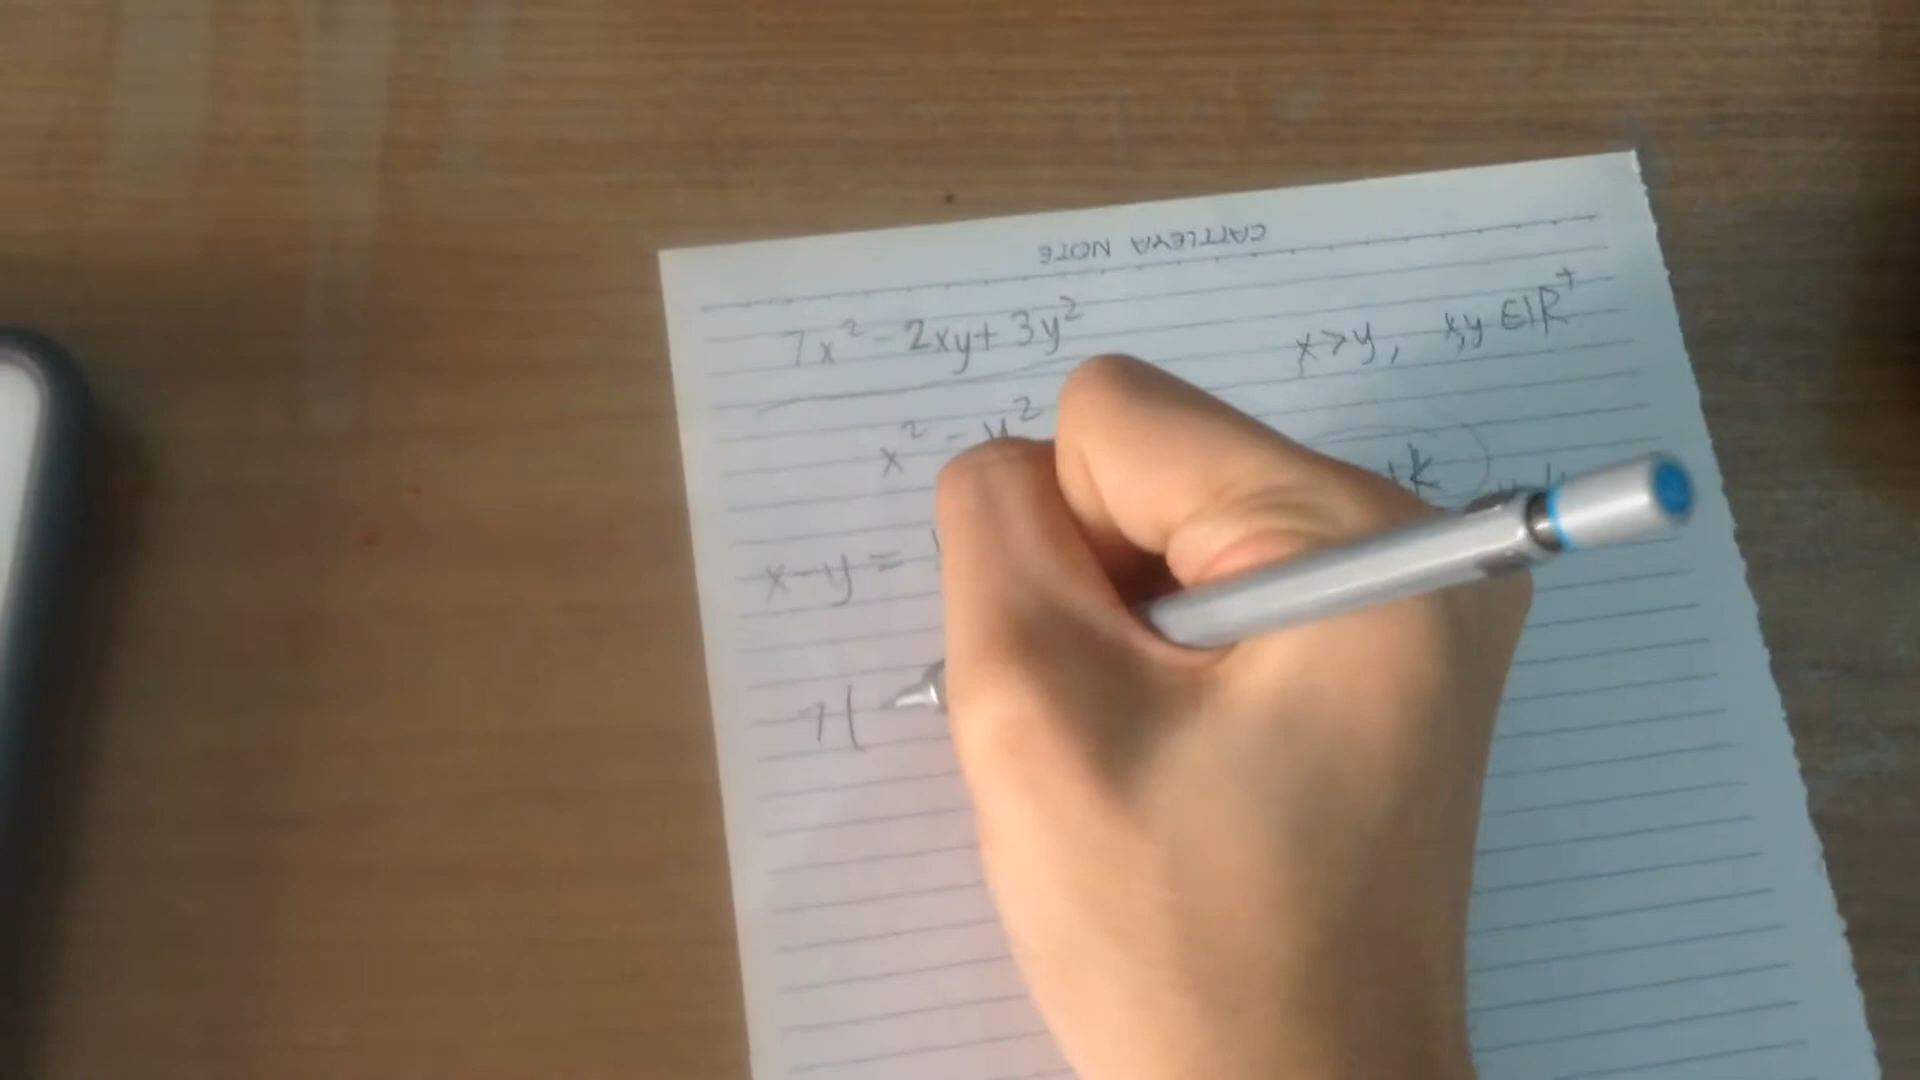 CATTLEYA NOTE
7x² - 2xy + 3y²
x > y, x,y ∈ ℝ⁺
x² - y²
k
x - y =
7(